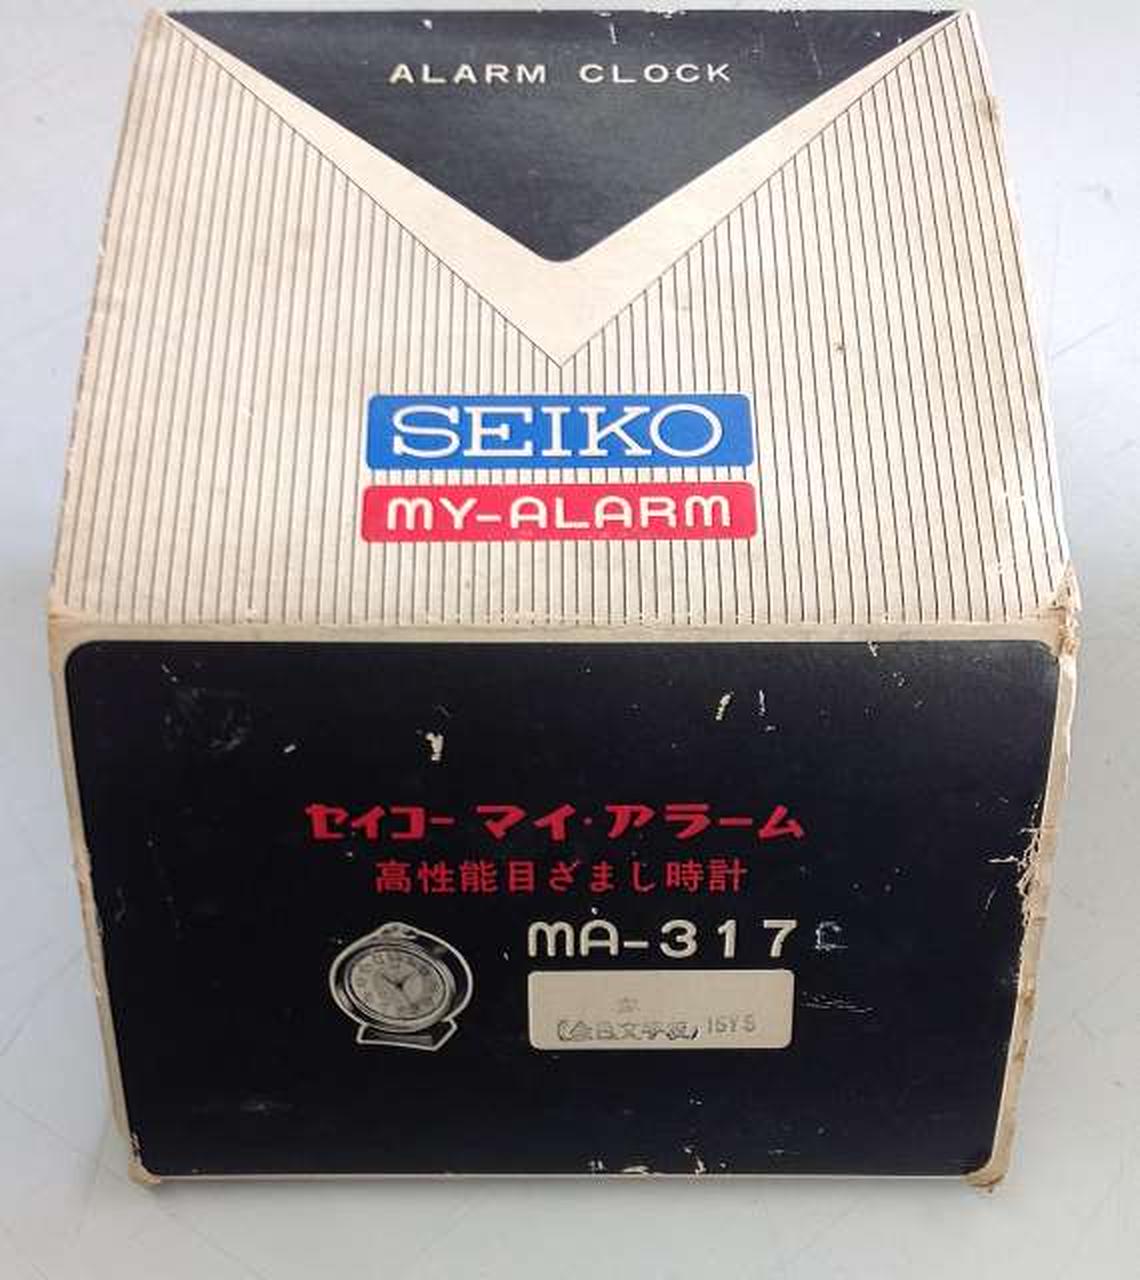 ALARM CLOCK
SEIKO
MY-ALARM
セイコー マイ・アラーム
高性能目ざまし時計
MA-317C